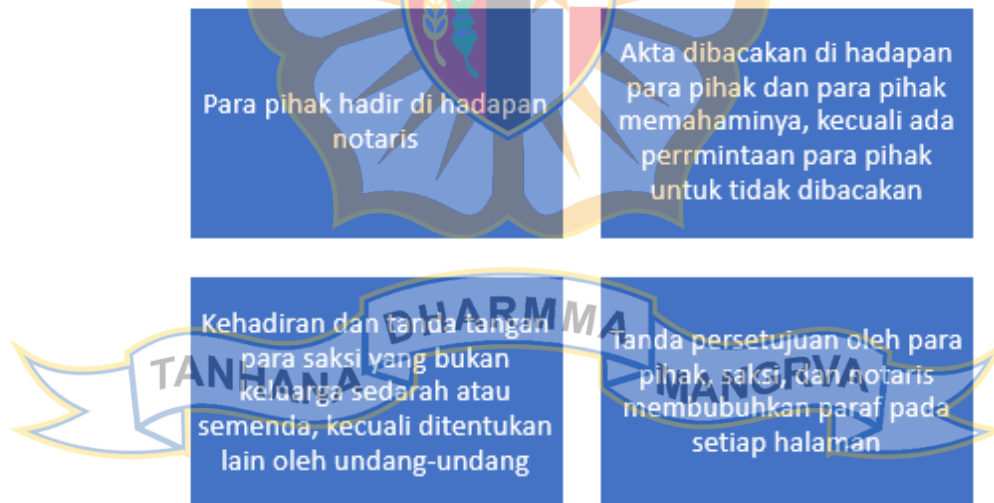 Para pihak hadir di hadapan
notaris
Akta dibacakan di hadapan
para pihak dan para pihak
memahaminya, kecuali ada
perrmintaan para pihak
untuk tidak dibacakan
Kehadiran dan tanda tangan
para saksi yang bukan
keluarga sedarah atau
semenda, kecuali ditentukan
lain oleh undang-undang
Tanda persetujuan oleh para
pihak, saksi, dan notaris
membubuhkan paraf pada
setiap halaman
TANHANA DHARMMA MANGRVA